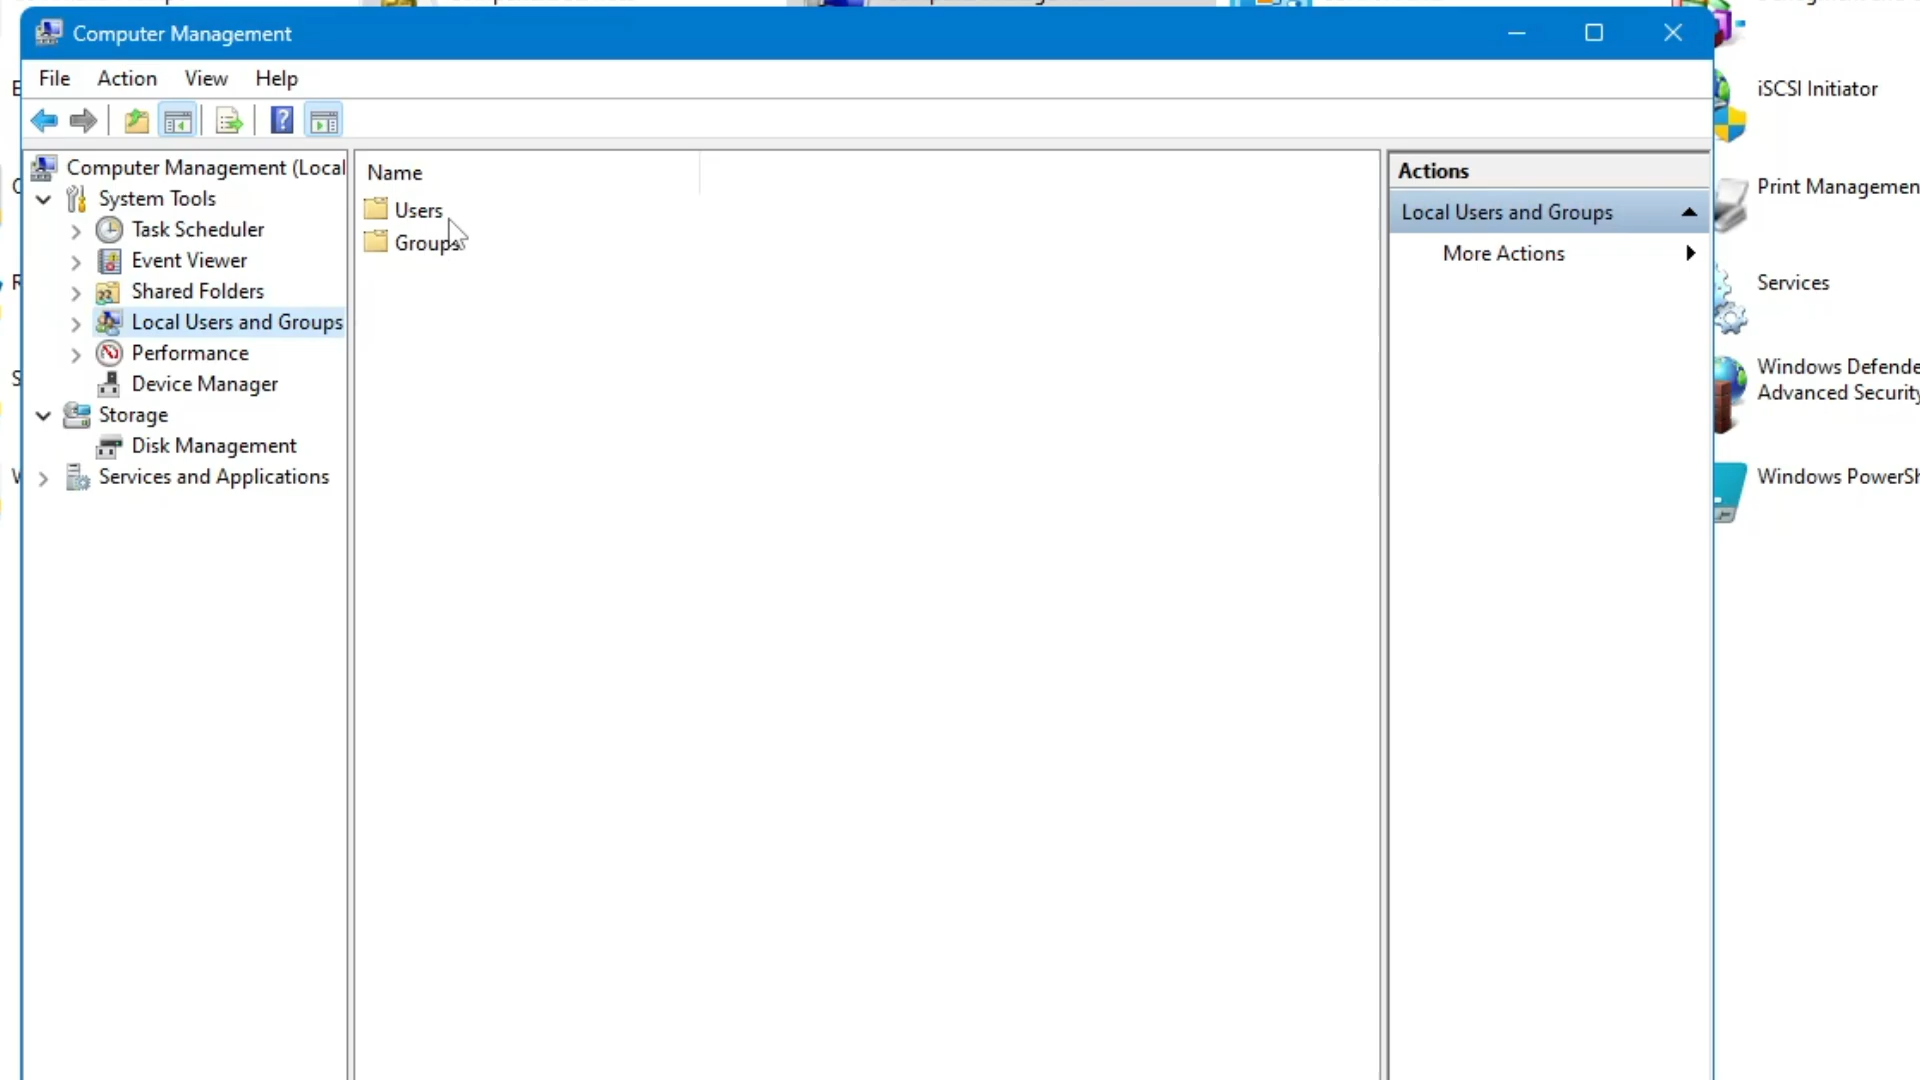 Computer Management
File Action View Help
Computer Management (Local
System Tools
Task Scheduler
Event Viewer
Shared Folders
Local Users and Groups
Performance
Device Manager
Storage
Disk Management
Services and Applications
Name
Users
Groups
Actions
Local Users and Groups
More Actions
iSCSI Initiator
Print Managemen
Services
Windows Defende
Advanced Security
Windows PowerSh